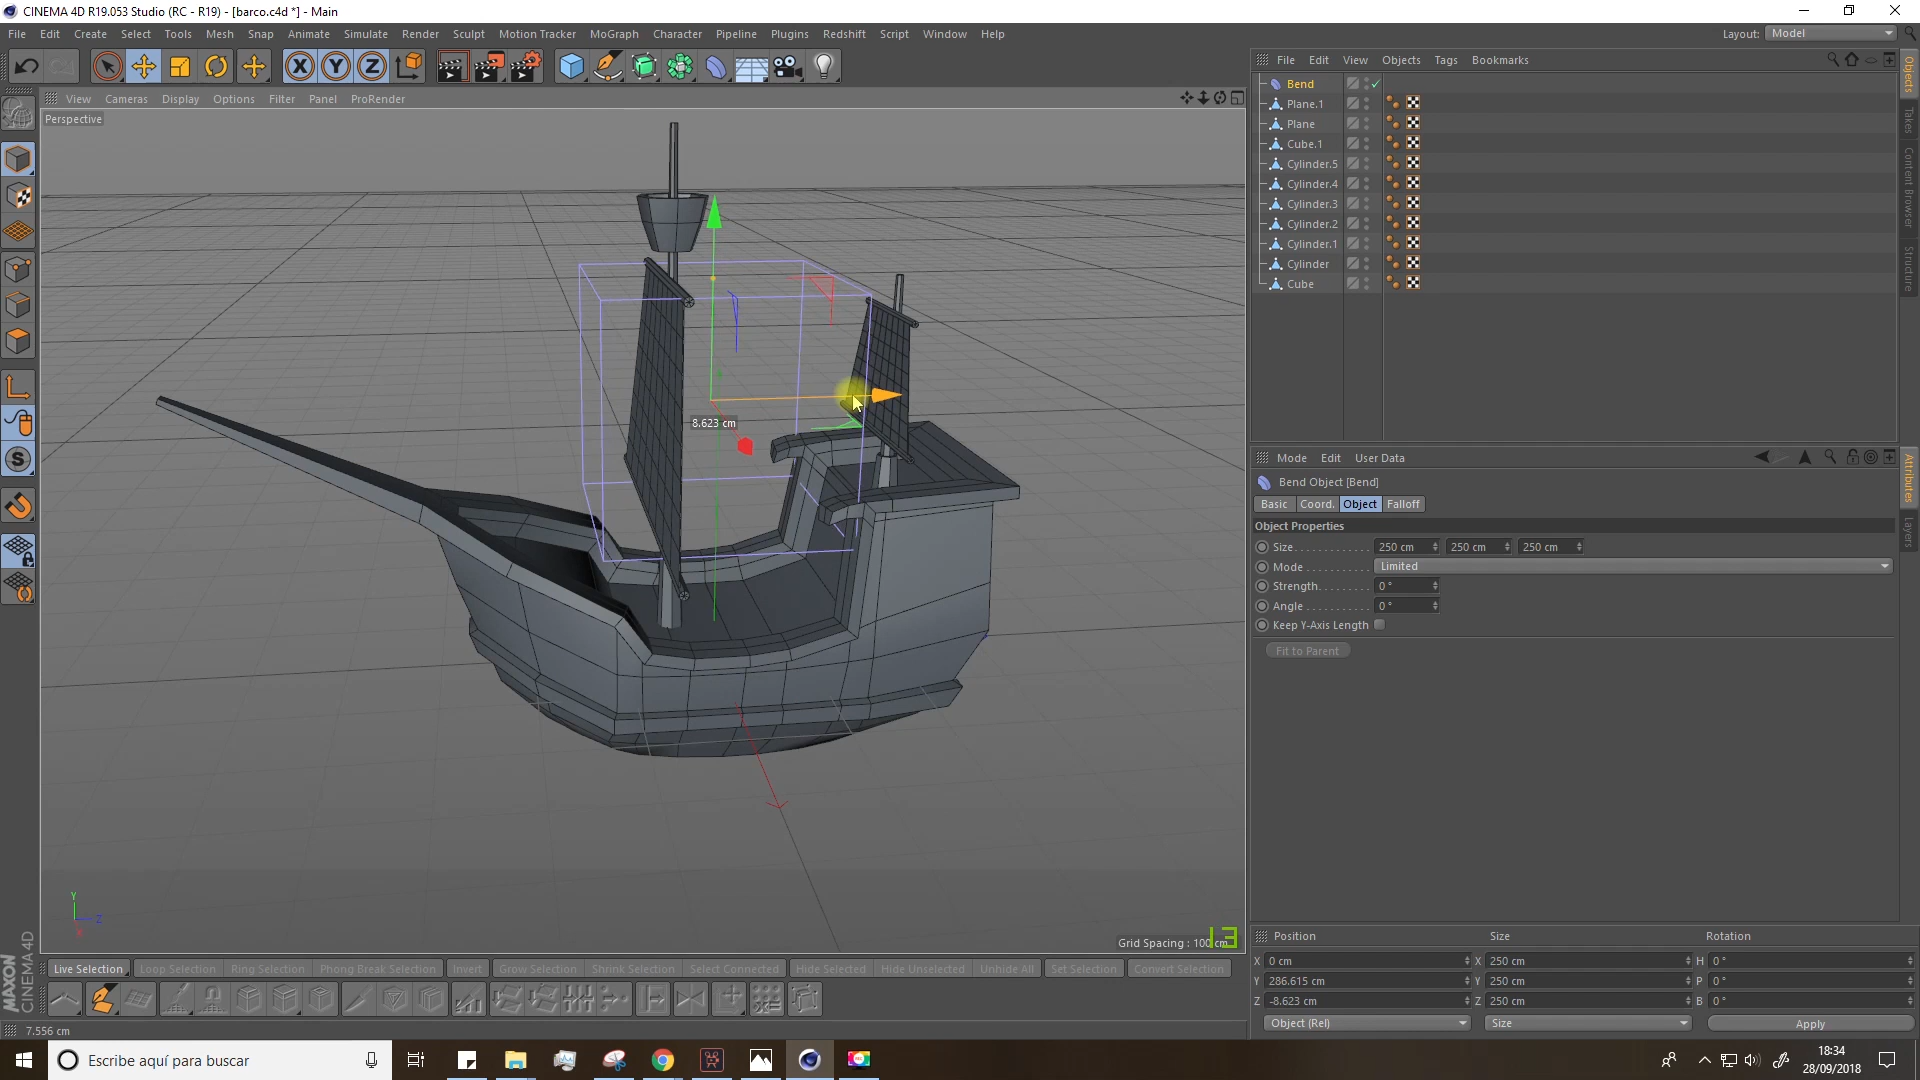 CINEMA 4D R19.053 Studio (RC - R19) - [barco.c4d *] - Main
File Edit Create Select Tools Mesh Snap Animate Simulate Render Sculpt Motion Tracker MoGraph Character Pipeline Plugins Redshift Script Window Help
Layout: Model
X Y Z
File Edit View Objects Tags Bookmarks
View Cameras Display Options Filter Panel ProRender
Perspective
Bend
Plane.1
Plane
Cube.1
Cylinder.5
Cylinder.4
Cylinder.3
Cylinder.2
Cylinder.1
Cylinder
Cube
Objects
Takes
Content Browser
Structure
8.623 cm
Mode Edit User Data
Bend Object [Bend]
Basic Coord. Object Falloff
Object Properties
Size 250 cm 250 cm 250 cm
Mode Limited
Strength 0 °
Angle 0 °
Keep Y-Axis Length
Fit to Parent
Attributes
Layers
S
Y
Z
X
Grid Spacing : 100 cm
13
Position Size Rotation
X 0 cm X 250 cm H 0 °
Y 286.615 cm Y 250 cm P 0 °
Z -8.623 cm Z 250 cm B 0 °
Object (Rel) Size Apply
Live Selection Loop Selection Ring Selection Phong Break Selection Invert Grow Selection Shrink Selection Select Connected Hide Selected Hide Unselected Unhide All Set Selection Convert Selection
MAXON
CINEMA 4D
7.556 cm
Escribe aquí para buscar
18:34
28/09/2018